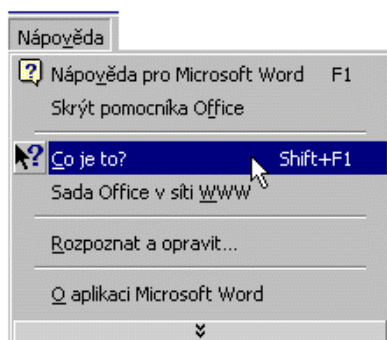 Nápověda
Nápověda pro Microsoft Word F1
Skrýt pomocníka Office
Co je to? Shift+F1
Sada Office v síti WWW
Rozpoznat a opravit...
O aplikaci Microsoft Word